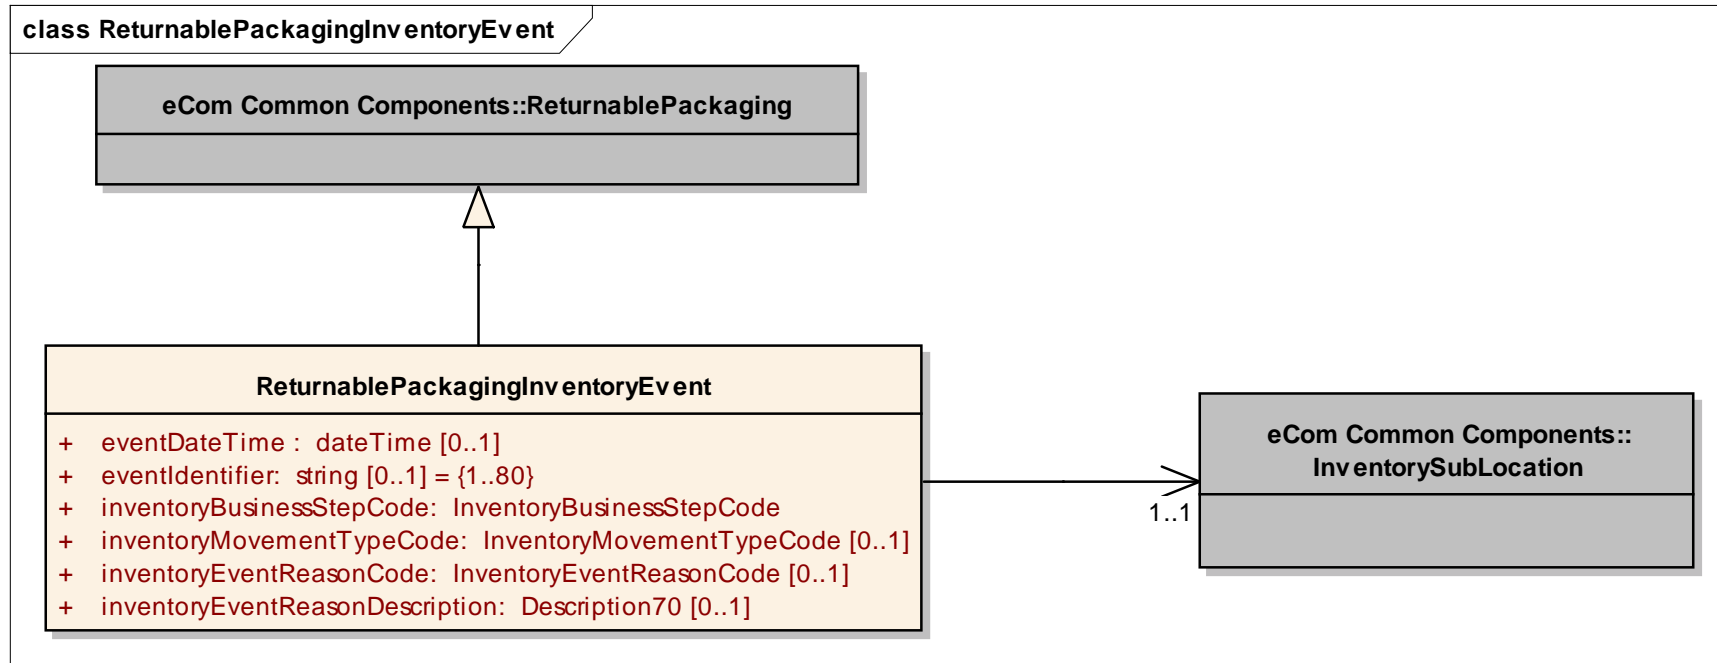 class ReturnablePackagingInventoryEvent
eCom Common Components::ReturnablePackaging
ReturnablePackagingInventoryEvent
+ eventDateTime : dateTime [0..1]
+ eventIdentifier: string [0..1] = {1..80}
+ inventoryBusinessStepCode: InventoryBusinessStepCode
+ inventoryMovementTypeCode: InventoryMovementTypeCode [0..1]
+ inventoryEventReasonCode: InventoryEventReasonCode [0..1]
+ inventoryEventReasonDescription: Description70 [0..1]
eCom Common Components::
InventorySubLocation
1..1